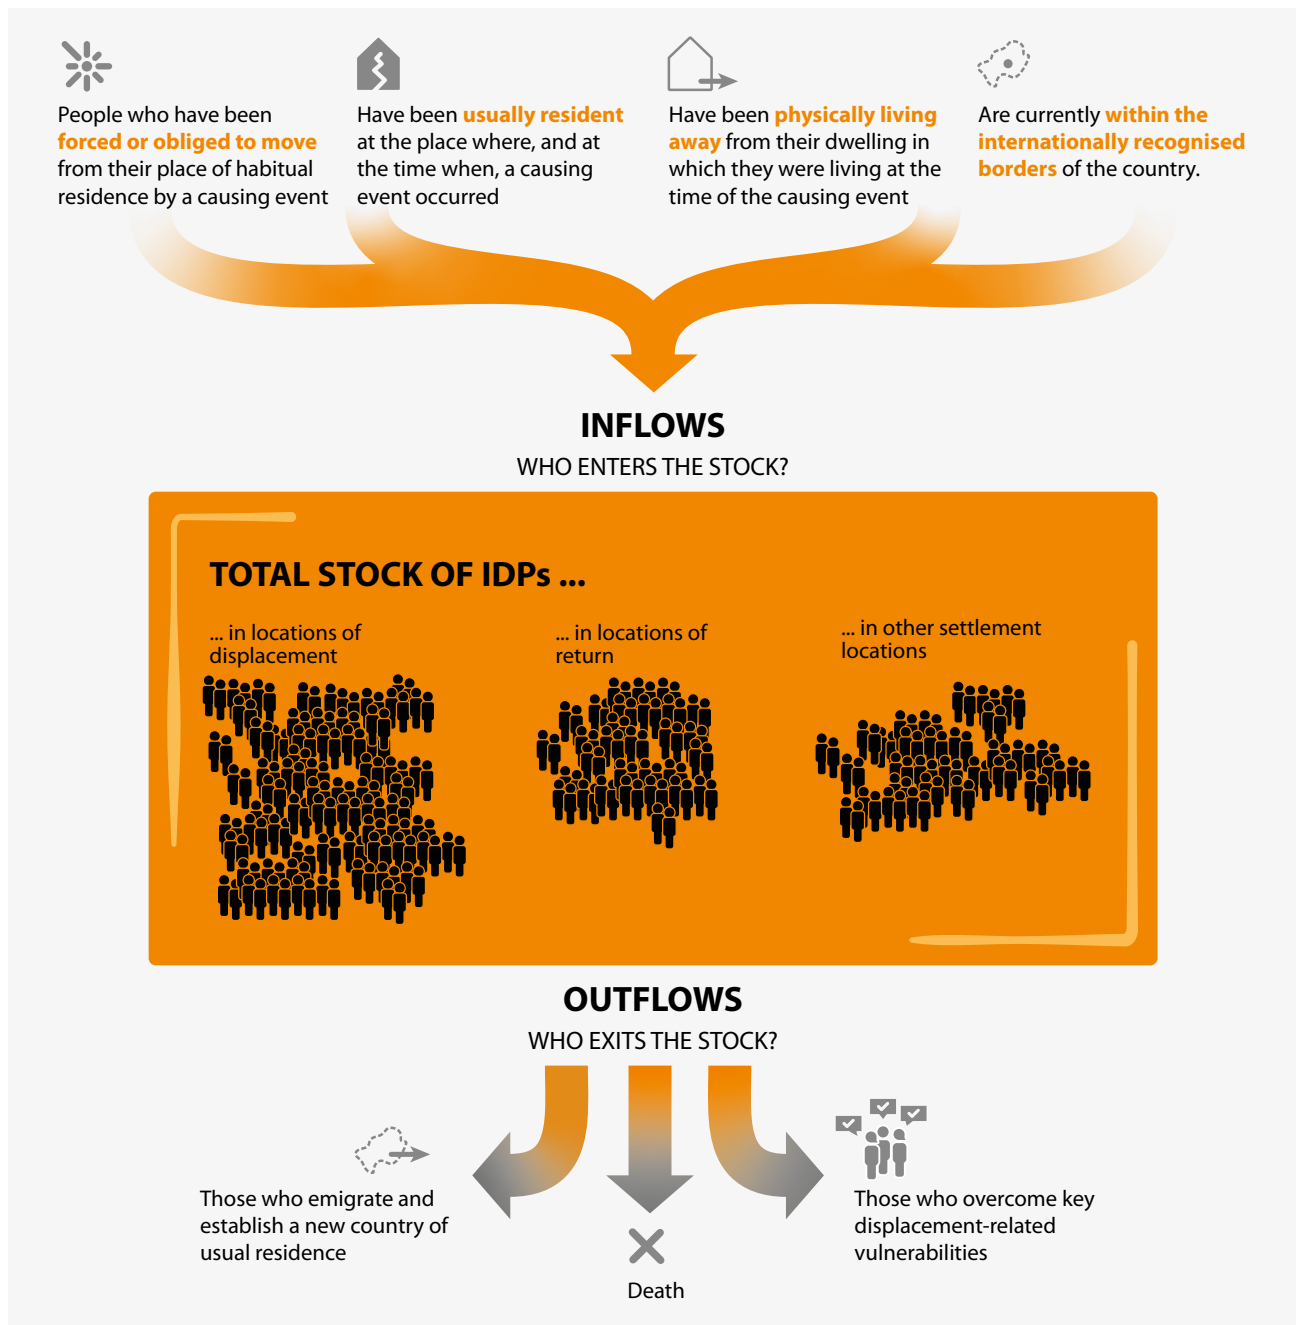 People who have been
forced or obliged to move
from their place of habitual
residence by a causing event
Have been usually resident
at the place where, and at
the time when, a causing
event occurred
Have been physically living
away from their dwelling in
which they were living at the
time of the causing event
Are currently within the
internationally recognised
borders of the country.
INFLOWS
WHO ENTERS THE STOCK?
TOTAL STOCK OF IDPs ...
... in locations of
displacement
... in locations of
return
... in other settlement
locations
OUTFLOWS
WHO EXITS THE STOCK?
Those who emigrate and
establish a new country of
usual residence
Death
Those who overcome key
displacement-related
vulnerabilities